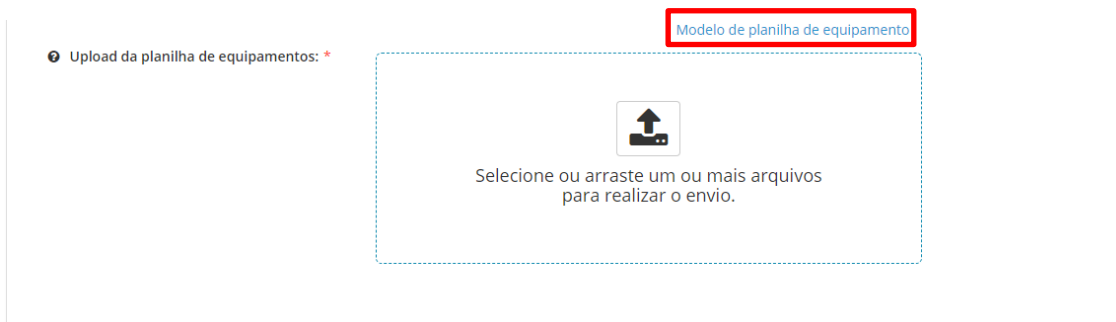 Modelo de planilha de equipamento
Upload da planilha de equipamentos: *
Selecione ou arraste um ou mais arquivos
para realizar o envio.